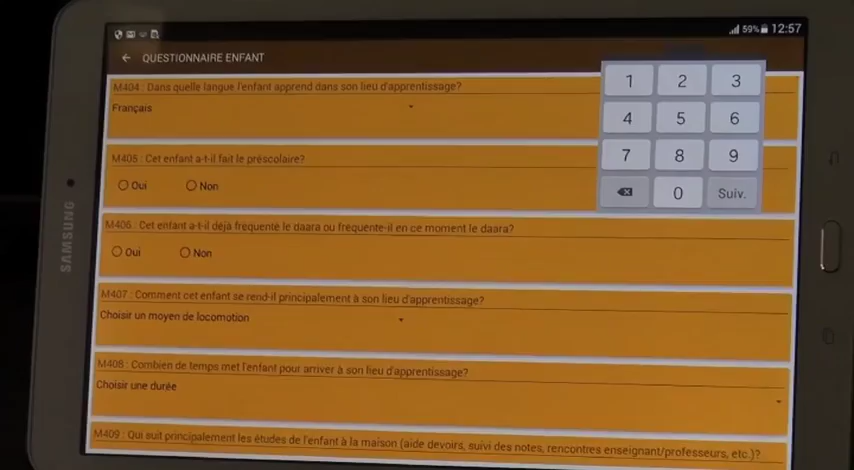 59% 12:57
← QUESTIONNAIRE ENFANT
M404 : Dans quelle langue l'enfant apprend dans son lieu d'apprentissage?
Français
M405 : Cet enfant a-t-il fait le préscolaire?
Oui Non
M406 : Cet enfant a-t-il déjà fréquenté le daara ou fréquente-il en ce moment le daara?
Oui Non
M407 : Comment cet enfant se rend-il principalement à son lieu d'apprentissage?
Choisir un moyen de locomotion
M408 : Combien de temps met l'enfant pour arriver à son lieu d'apprentissage?
Choisir une durée
M409 : Qui suit principalement les études de l'enfant à la maison (aide devoirs, suivi des notes, rencontres enseignant/professeurs, etc.)?
1 2 3
4 5 6
7 8 9
0 Suiv.
SAMSUNG